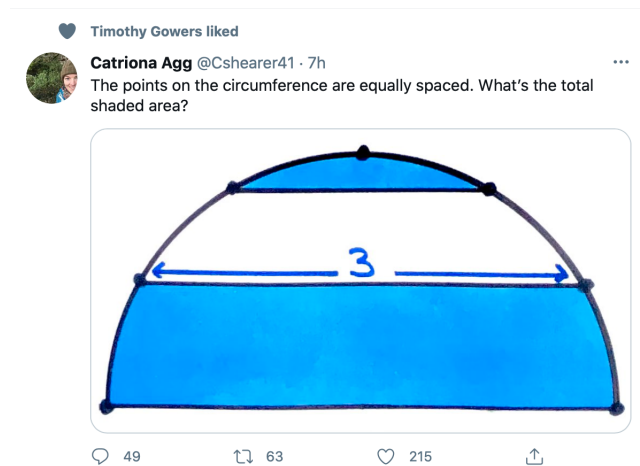 Timothy Gowers liked
Catriona Agg @Cshearer41 · 7h
The points on the circumference are equally spaced. What's the total
shaded area?
3
49 63 215